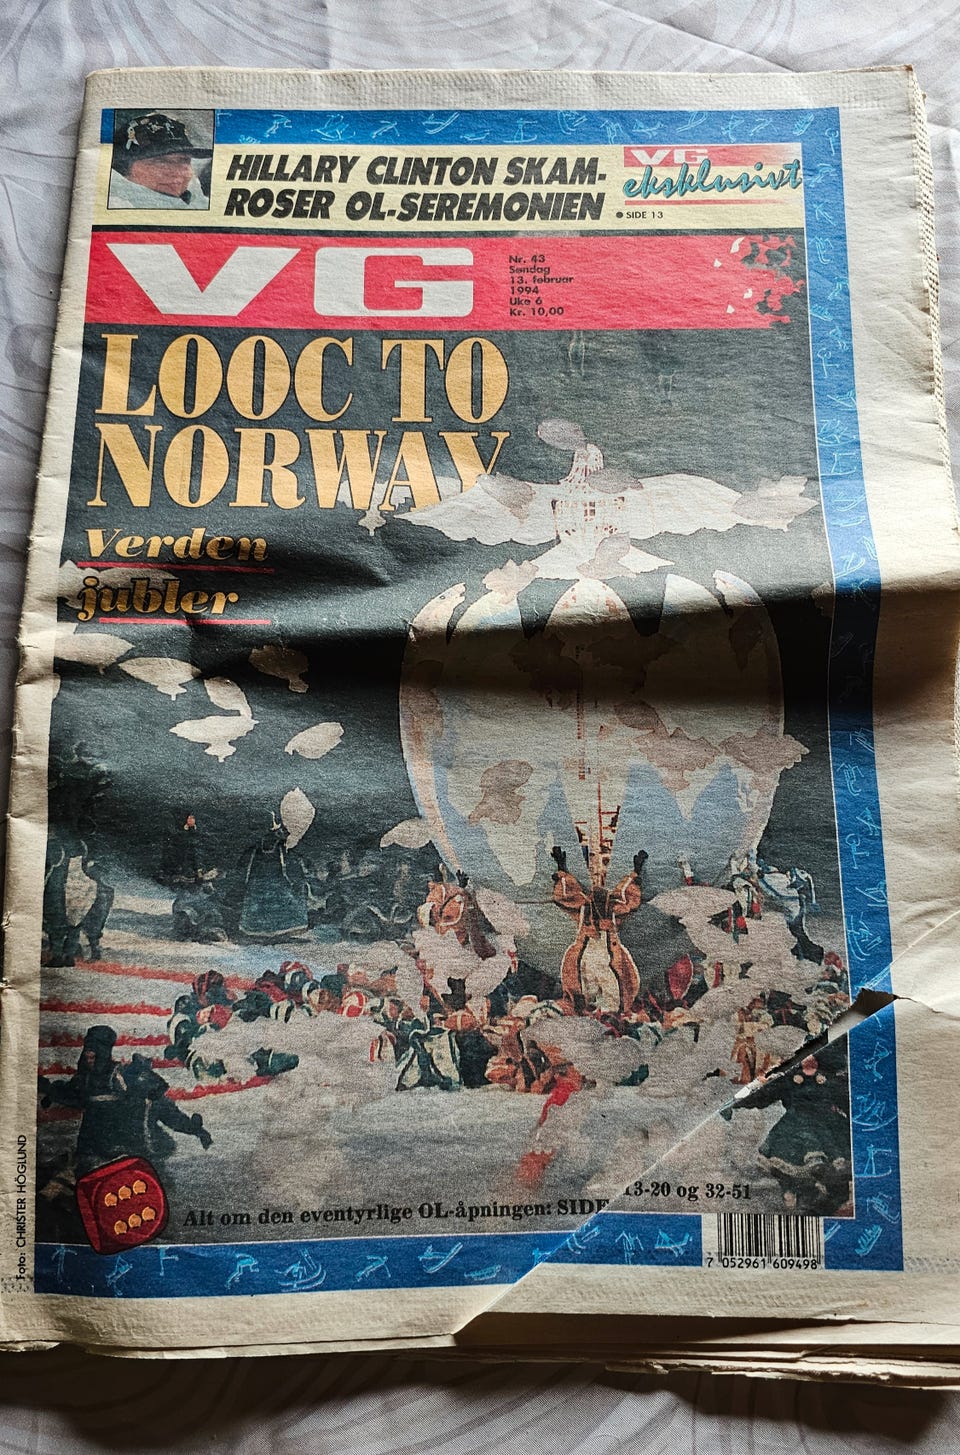 HILLARY CLINTON SKAM-
ROSER OL-SEREMONIEN
VG
eksklusivt
● SIDE 13
VG
Nr. 43
Søndag
13. februar
1994
Uke 6
Kr. 10,00
LOOC TO
NORWAY
Verden
jubler
Foto: CHRISTER HÖGLUND
Alt om den eventyrlige OL-åpningen: SIDE 13-20 og 32-51
7 052961 609498